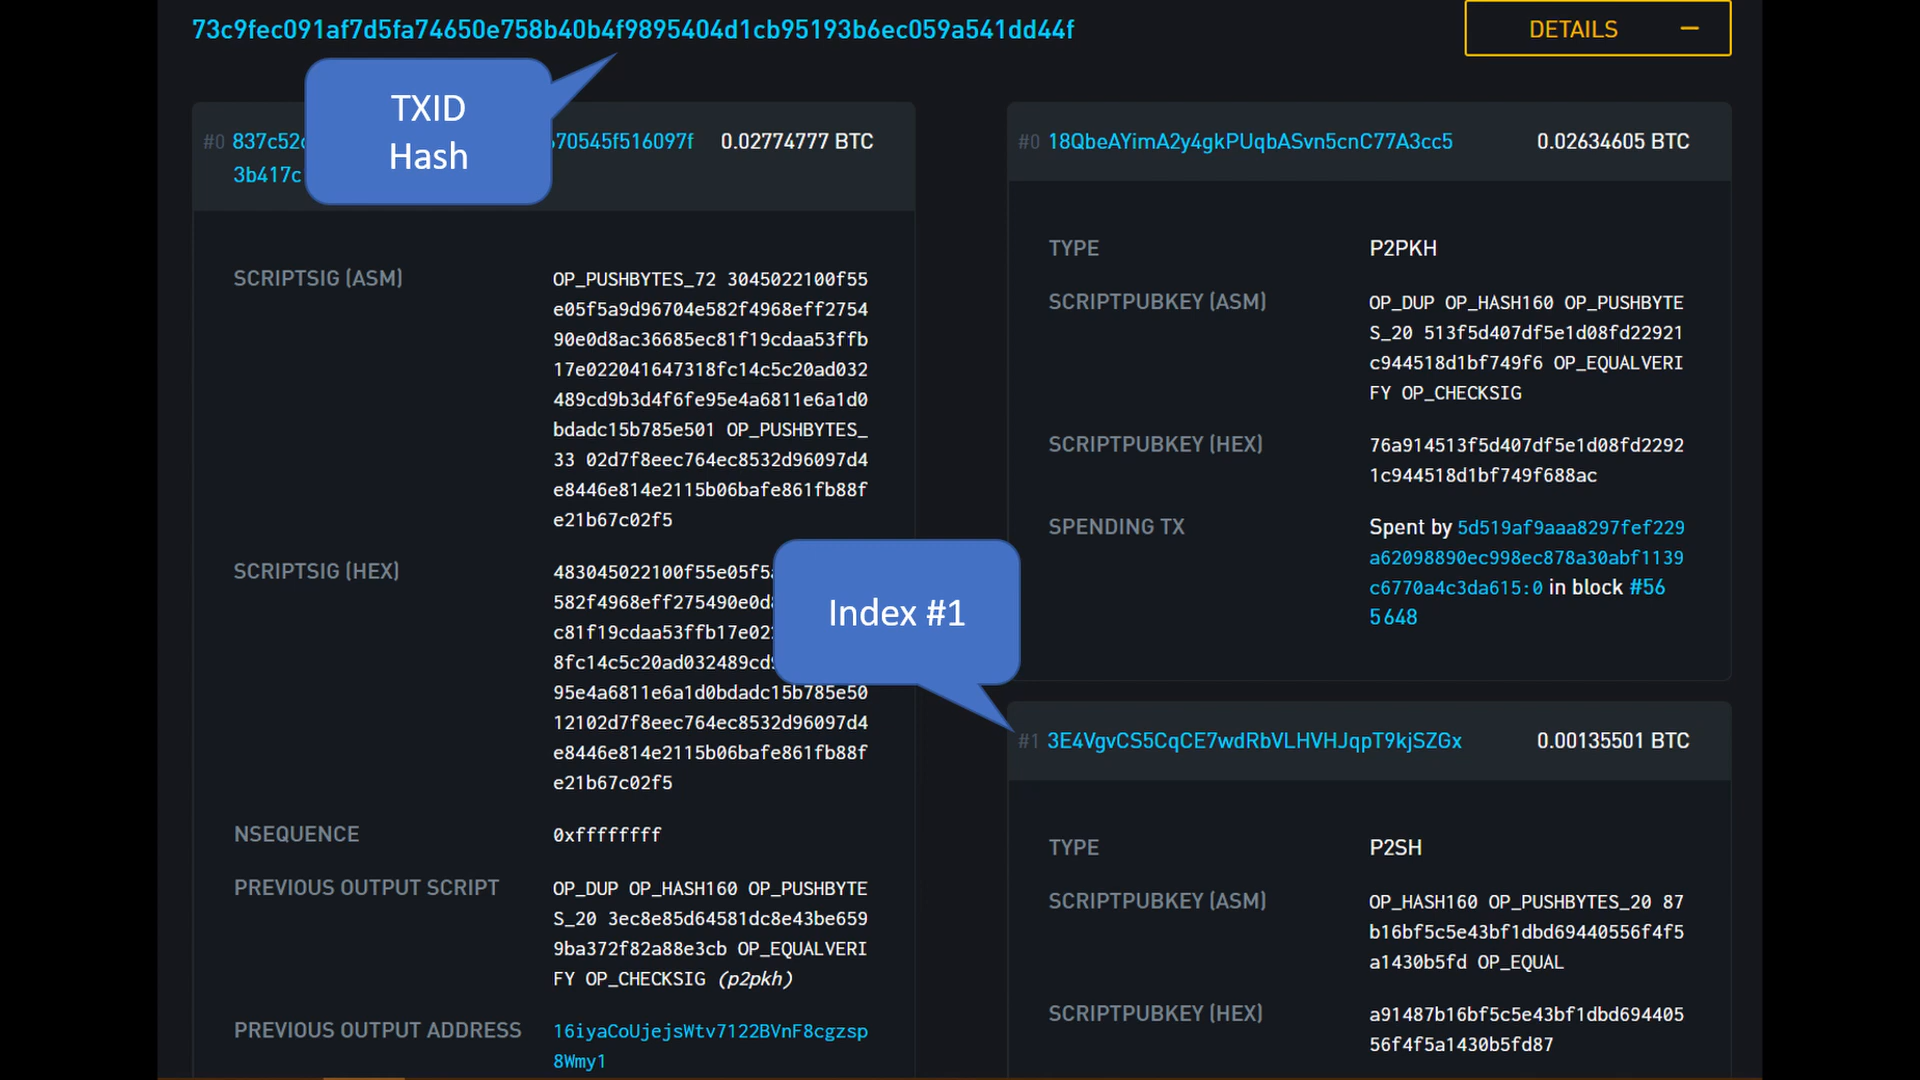 73c9fec091af7d5fa74650e758b40b4f9895404d1cb95193b6ec059a541dd44f
DETAILS
TXID
Hash
#0 837c52 70545f516097f 0.02774777 BTC
3b417c
SCRIPTSIG (ASM)
OP_PUSHBYTES_72 3045022100f55
e05f5a9d96704e582f4968eff2754
90e0d8ac36685ec81f19cdaa53ffb
17e022041647318fc14c5c20ad032
489cd9b3d4f6fe95e4a6811e6a1d0
bdadc15b785e501 OP_PUSHBYTES_
33 02d7f8eec764ec8532d96097d4
e8446e814e2115b06bafe861fb88f
e21b67c02f5
SCRIPTSIG (HEX)
483045022100f55e05f5
582f4968eff275490e0d
c81f19cdaa53ffb17e02
8fc14c5c20ad032489cd
95e4a6811e6a1d0bdadc15b785e50
12102d7f8eec764ec8532d96097d4
e8446e814e2115b06bafe861fb88f
e21b67c02f5
NSEQUENCE
0xffffffff
PREVIOUS OUTPUT SCRIPT
OP_DUP OP_HASH160 OP_PUSHBYTE
S_20 3ec8e85d64581dc8e43be659
9ba372f82a88e3cb OP_EQUALVERI
FY OP_CHECKSIG (p2pkh)
PREVIOUS OUTPUT ADDRESS
16iyaCoUjejsWtv7122BVnF8cgzsp
8Wmy1
#0 18QbeAYimA2y4gkPUqbASvn5cnC77A3cc5 0.02634605 BTC
TYPE
P2PKH
SCRIPTPUBKEY (ASM)
OP_DUP OP_HASH160 OP_PUSHBYTE
S_20 513f5d407df5e1d08fd22921
c944518d1bf749f6 OP_EQUALVERI
FY OP_CHECKSIG
SCRIPTPUBKEY (HEX)
76a914513f5d407df5e1d08fd2292
1c944518d1bf749f688ac
SPENDING TX
Spent by 5d519af9aaa8297fef229
a62098890ec998ec878a30abf1139
c6770a4c3da615:0 in block #56
5648
Index #1
#1 3E4VgvCS5CqCE7wdRbVLHVHJqpT9kjSZGx 0.00135501 BTC
TYPE
P2SH
SCRIPTPUBKEY (ASM)
OP_HASH160 OP_PUSHBYTES_20 87
b16bf5c5e43bf1dbd69440556f4f5
a1430b5fd OP_EQUAL
SCRIPTPUBKEY (HEX)
a91487b16bf5c5e43bf1dbd694405
56f4f5a1430b5fd87